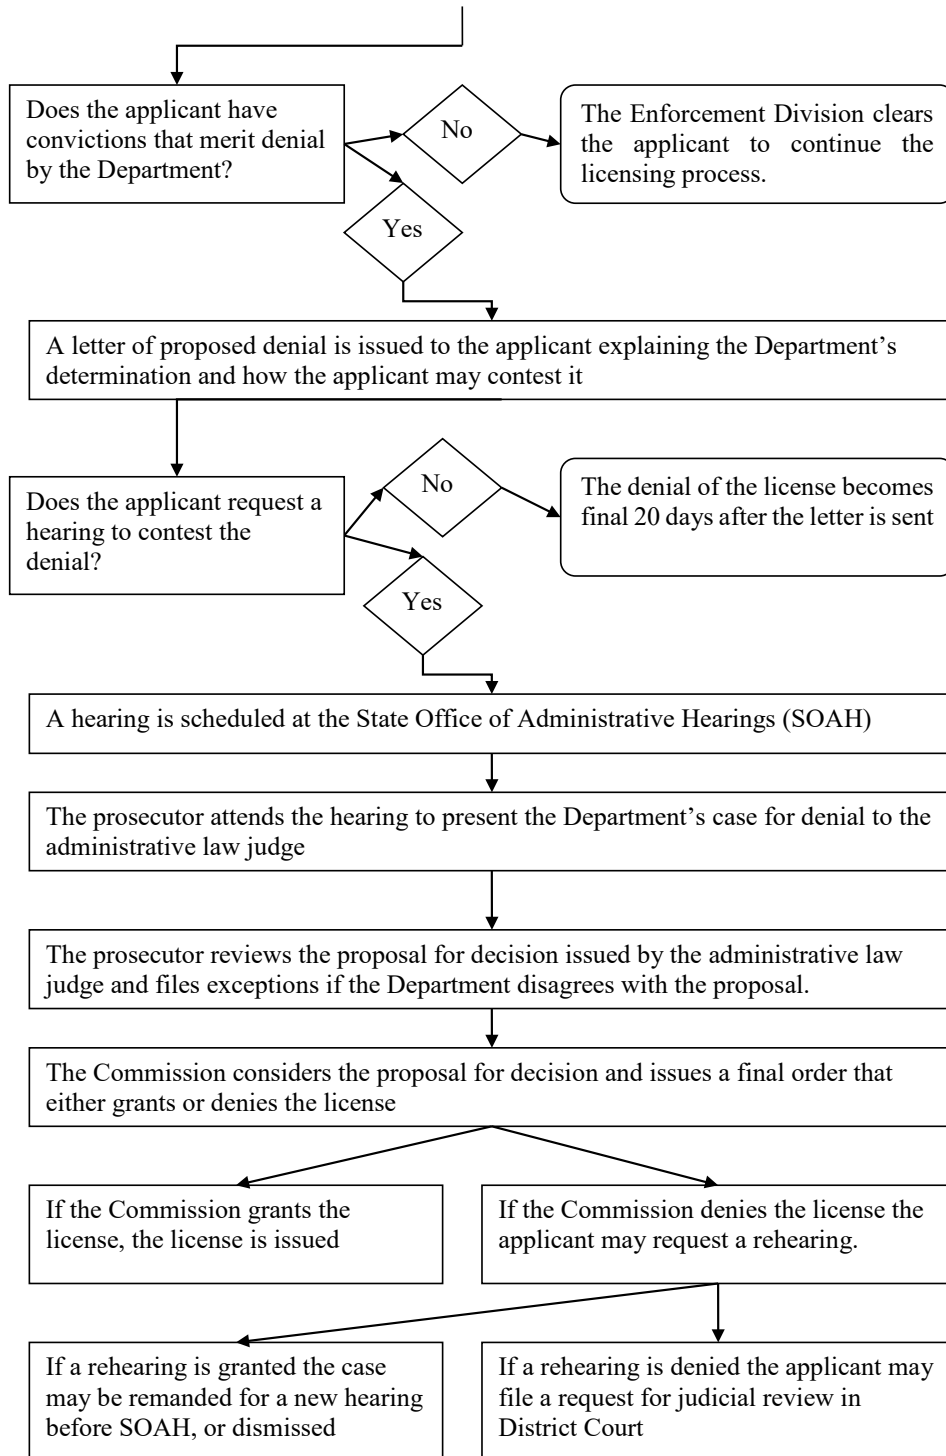 Does the applicant have
convictions that merit denial
by the Department?
No
The Enforcement Division clears
the applicant to continue the
licensing process.
Yes
A letter of proposed denial is issued to the applicant explaining the Department’s
determination and how the applicant may contest it
Does the applicant request a
hearing to contest the
denial?
No
The denial of the license becomes
final 20 days after the letter is sent
Yes
A hearing is scheduled at the State Office of Administrative Hearings (SOAH)
The prosecutor attends the hearing to present the Department’s case for denial to the
administrative law judge
The prosecutor reviews the proposal for decision issued by the administrative law
judge and files exceptions if the Department disagrees with the proposal.
The Commission considers the proposal for decision and issues a final order that
either grants or denies the license
If the Commission grants the
license, the license is issued
If the Commission denies the license the
applicant may request a rehearing.
If a rehearing is granted the case
may be remanded for a new hearing
before SOAH, or dismissed
If a rehearing is denied the applicant may
file a request for judicial review in
District Court